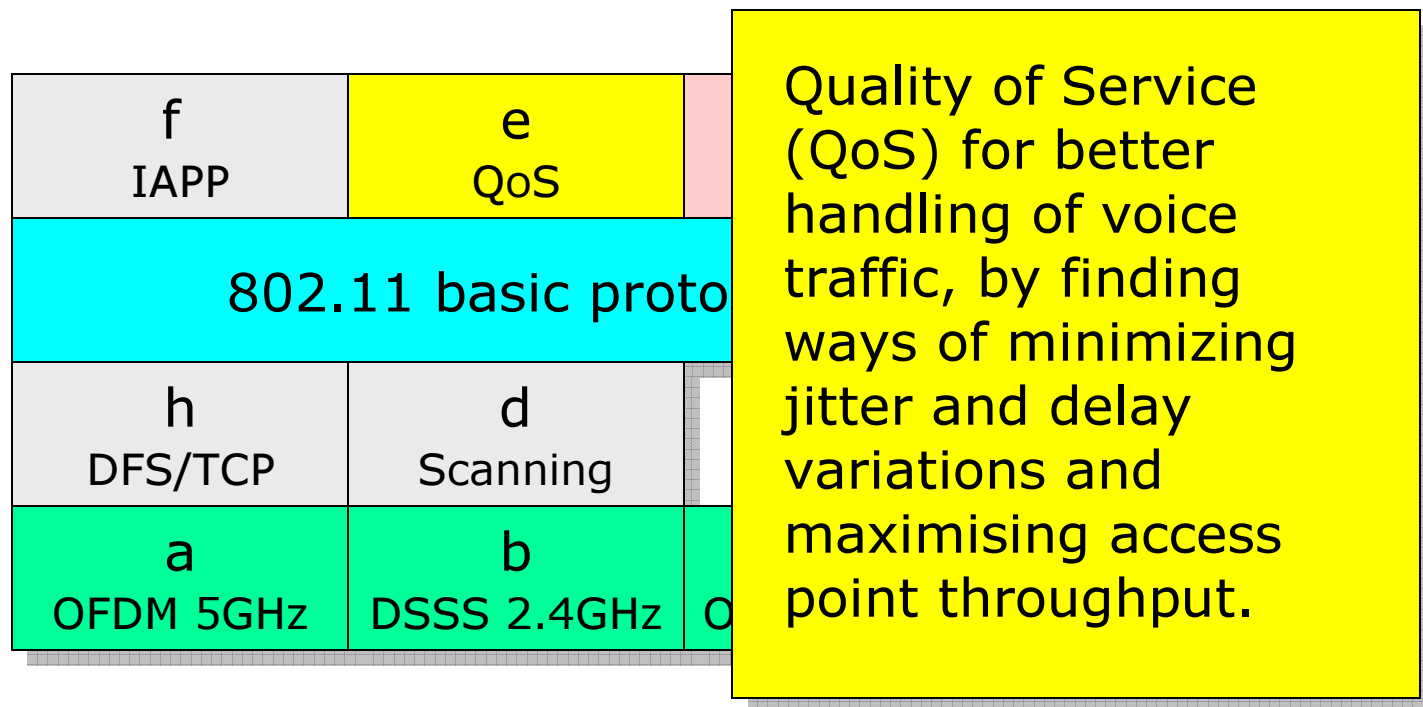 f
IAPP
e
QoS
802.11 basic proto
h
DFS/TCP
d
Scanning
a
OFDM 5GHz
b
DSSS 2.4GHz
O
Quality of Service
(QoS) for better
handling of voice
traffic, by finding
ways of minimizing
jitter and delay
variations and
maximising access
point throughput.